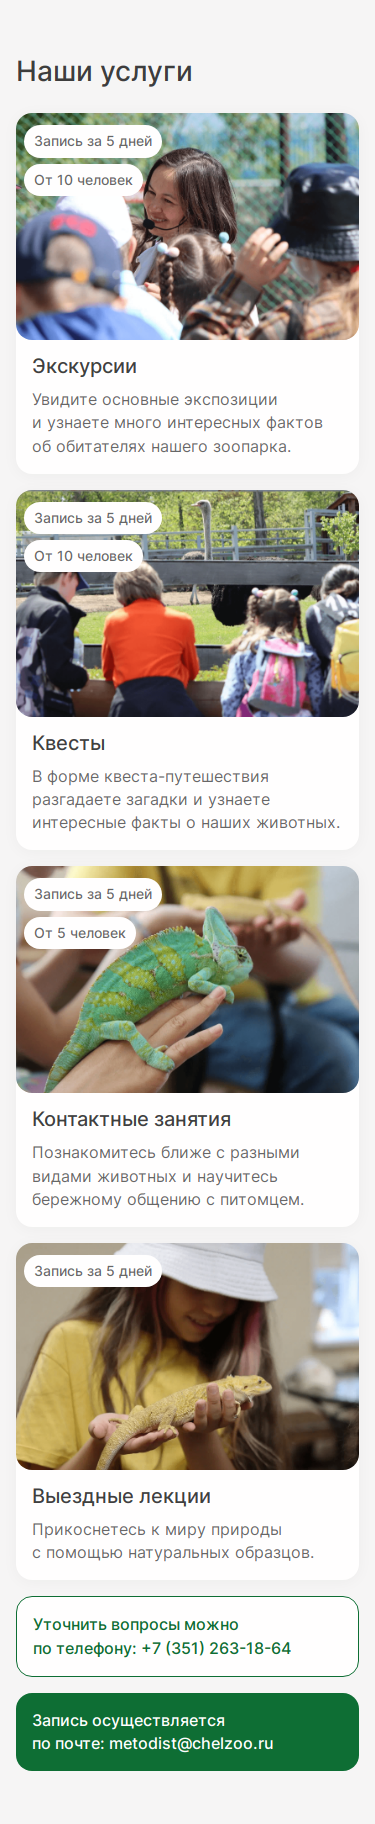 Наши услуги
Запись за 5 дней
От 10 человек
Экскурсии
Увидите основные экспозиции
и узнаете много интересных фактов
об обитателях нашего зоопарка.
Запись за 5 дней
От 10 человек
Квесты
В форме квеста-путешествия
разгадаете загадки и узнаете
интересные факты о наших животных.
Запись за 5 дней
От 5 человек
Контактные занятия
Познакомитесь ближе с разными
видами животных и научитесь
бережному общению с питомцем.
Запись за 5 дней
Выездные лекции
Прикоснетесь к миру природы
с помощью натуральных образцов.
Уточнить вопросы можно
по телефону: +7 (351) 263-18-64
Запись осуществляется
по почте: metodist@chelzoo.ru